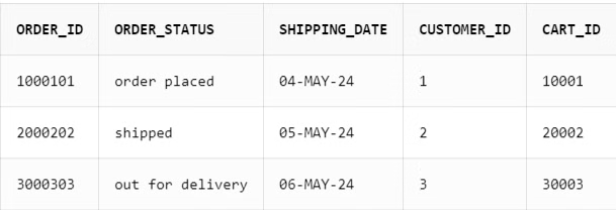 ORDER_ID ORDER_STATUS SHIPPING_DATE CUSTOMER_ID CART_ID
1000101 order placed 04-MAY-24 1 10001
2000202 shipped 05-MAY-24 2 20002
3000303 out for delivery 06-MAY-24 3 30003